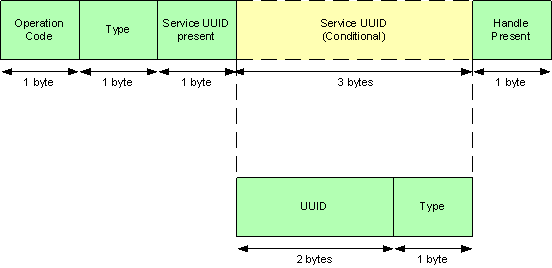 Operation
Code
Type
Service UUID
present
Service UUID
(Conditional)
Handle
Present
1 byte
1 byte
1 byte
3 bytes
1 byte
UUID
Type
2 bytes
1 byte